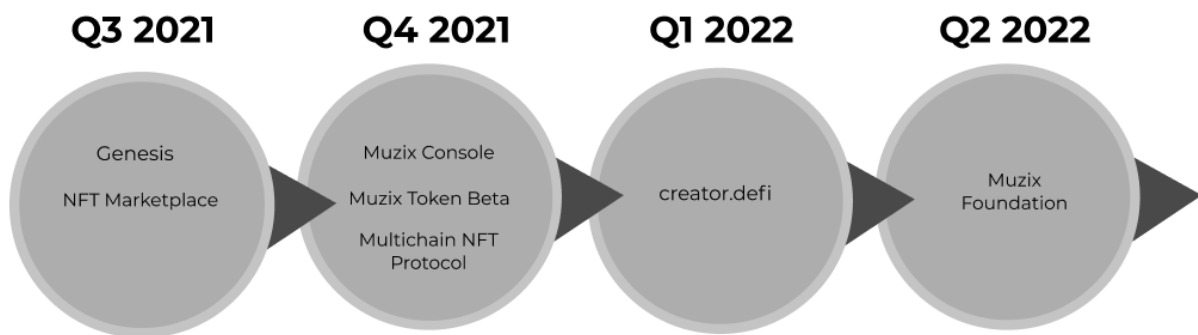 Q3 2021
Genesis
NFT Marketplace
Q4 2021
Muzix Console
Muzix Token Beta
Multichain NFT
Protocol
Q1 2022
creator.defi
Q2 2022
Muzix
Foundation